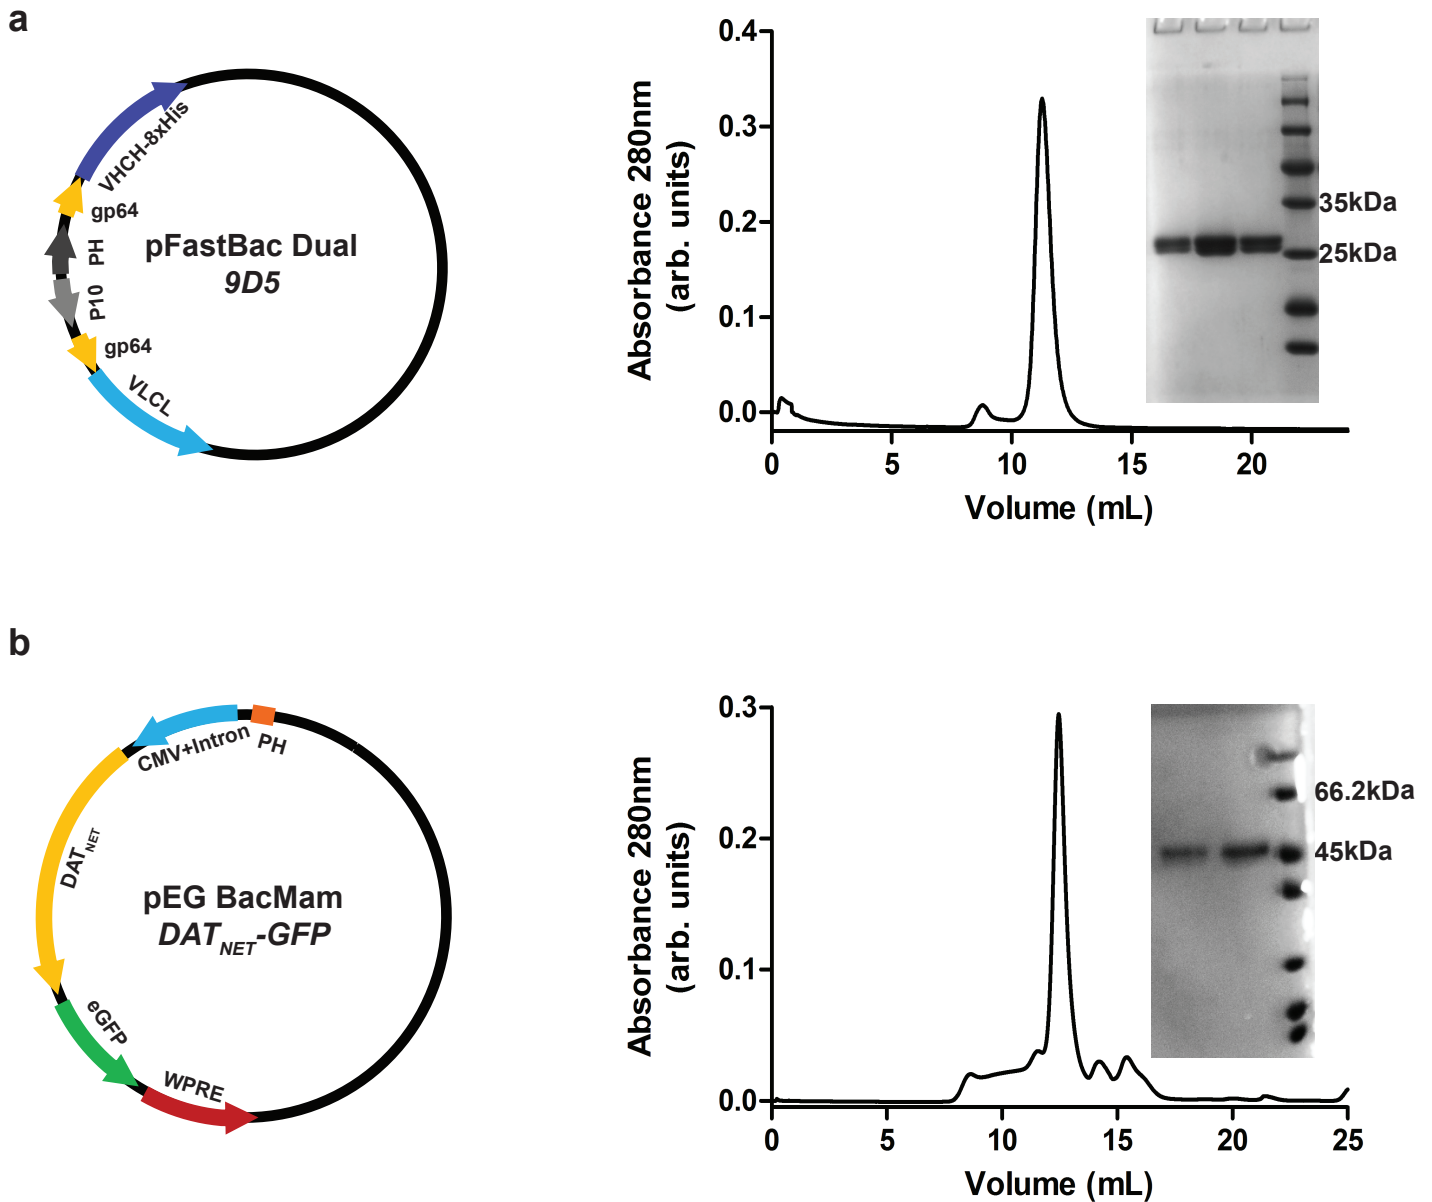 a
VHCH-8xHis
gp64
PH
P10
gp64
VLCL
pFastBac Dual
9D5
Absorbance 280nm
(arb. units)
0.4
0.3
0.2
0.1
0.0
0 5 10 15 20
Volume (mL)
35kDa
25kDa
b
CMV+Intron
PH
DATNET
eGFP
WPRE
pEG BacMam
DATNET-GFP
Absorbance 280nm
(arb. units)
0.3
0.2
0.1
0.0
0 5 10 15 20 25
Volume (mL)
66.2kDa
45kDa